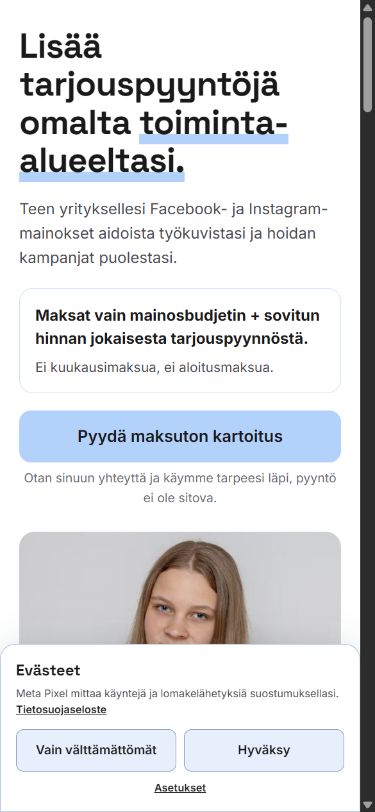 Lisää
tarjouspyyntöjä
omalta toiminta-
alueeltasi.
Teen yrityksellesi Facebook- ja Instagram-
mainokset aidoista työkuvistasi ja hoidan
kampanjat puolestasi.
Maksat vain mainosbudjetin + sovitun
hinnan jokaisesta tarjouspyynnöstä.
Ei kuukausimaksua, ei aloitusmaksua.
Pyydä maksuton kartoitus
Otan sinuun yhteyttä ja käymme tarpeesi läpi, pyyntö
ei ole sitova.
Evästeet
Meta Pixel mittaa käyntejä ja lomakelähetyksiä suostumuksellasi.
Tietosuojaseloste
Vain välttämättömät
Hyväksy
Asetukset